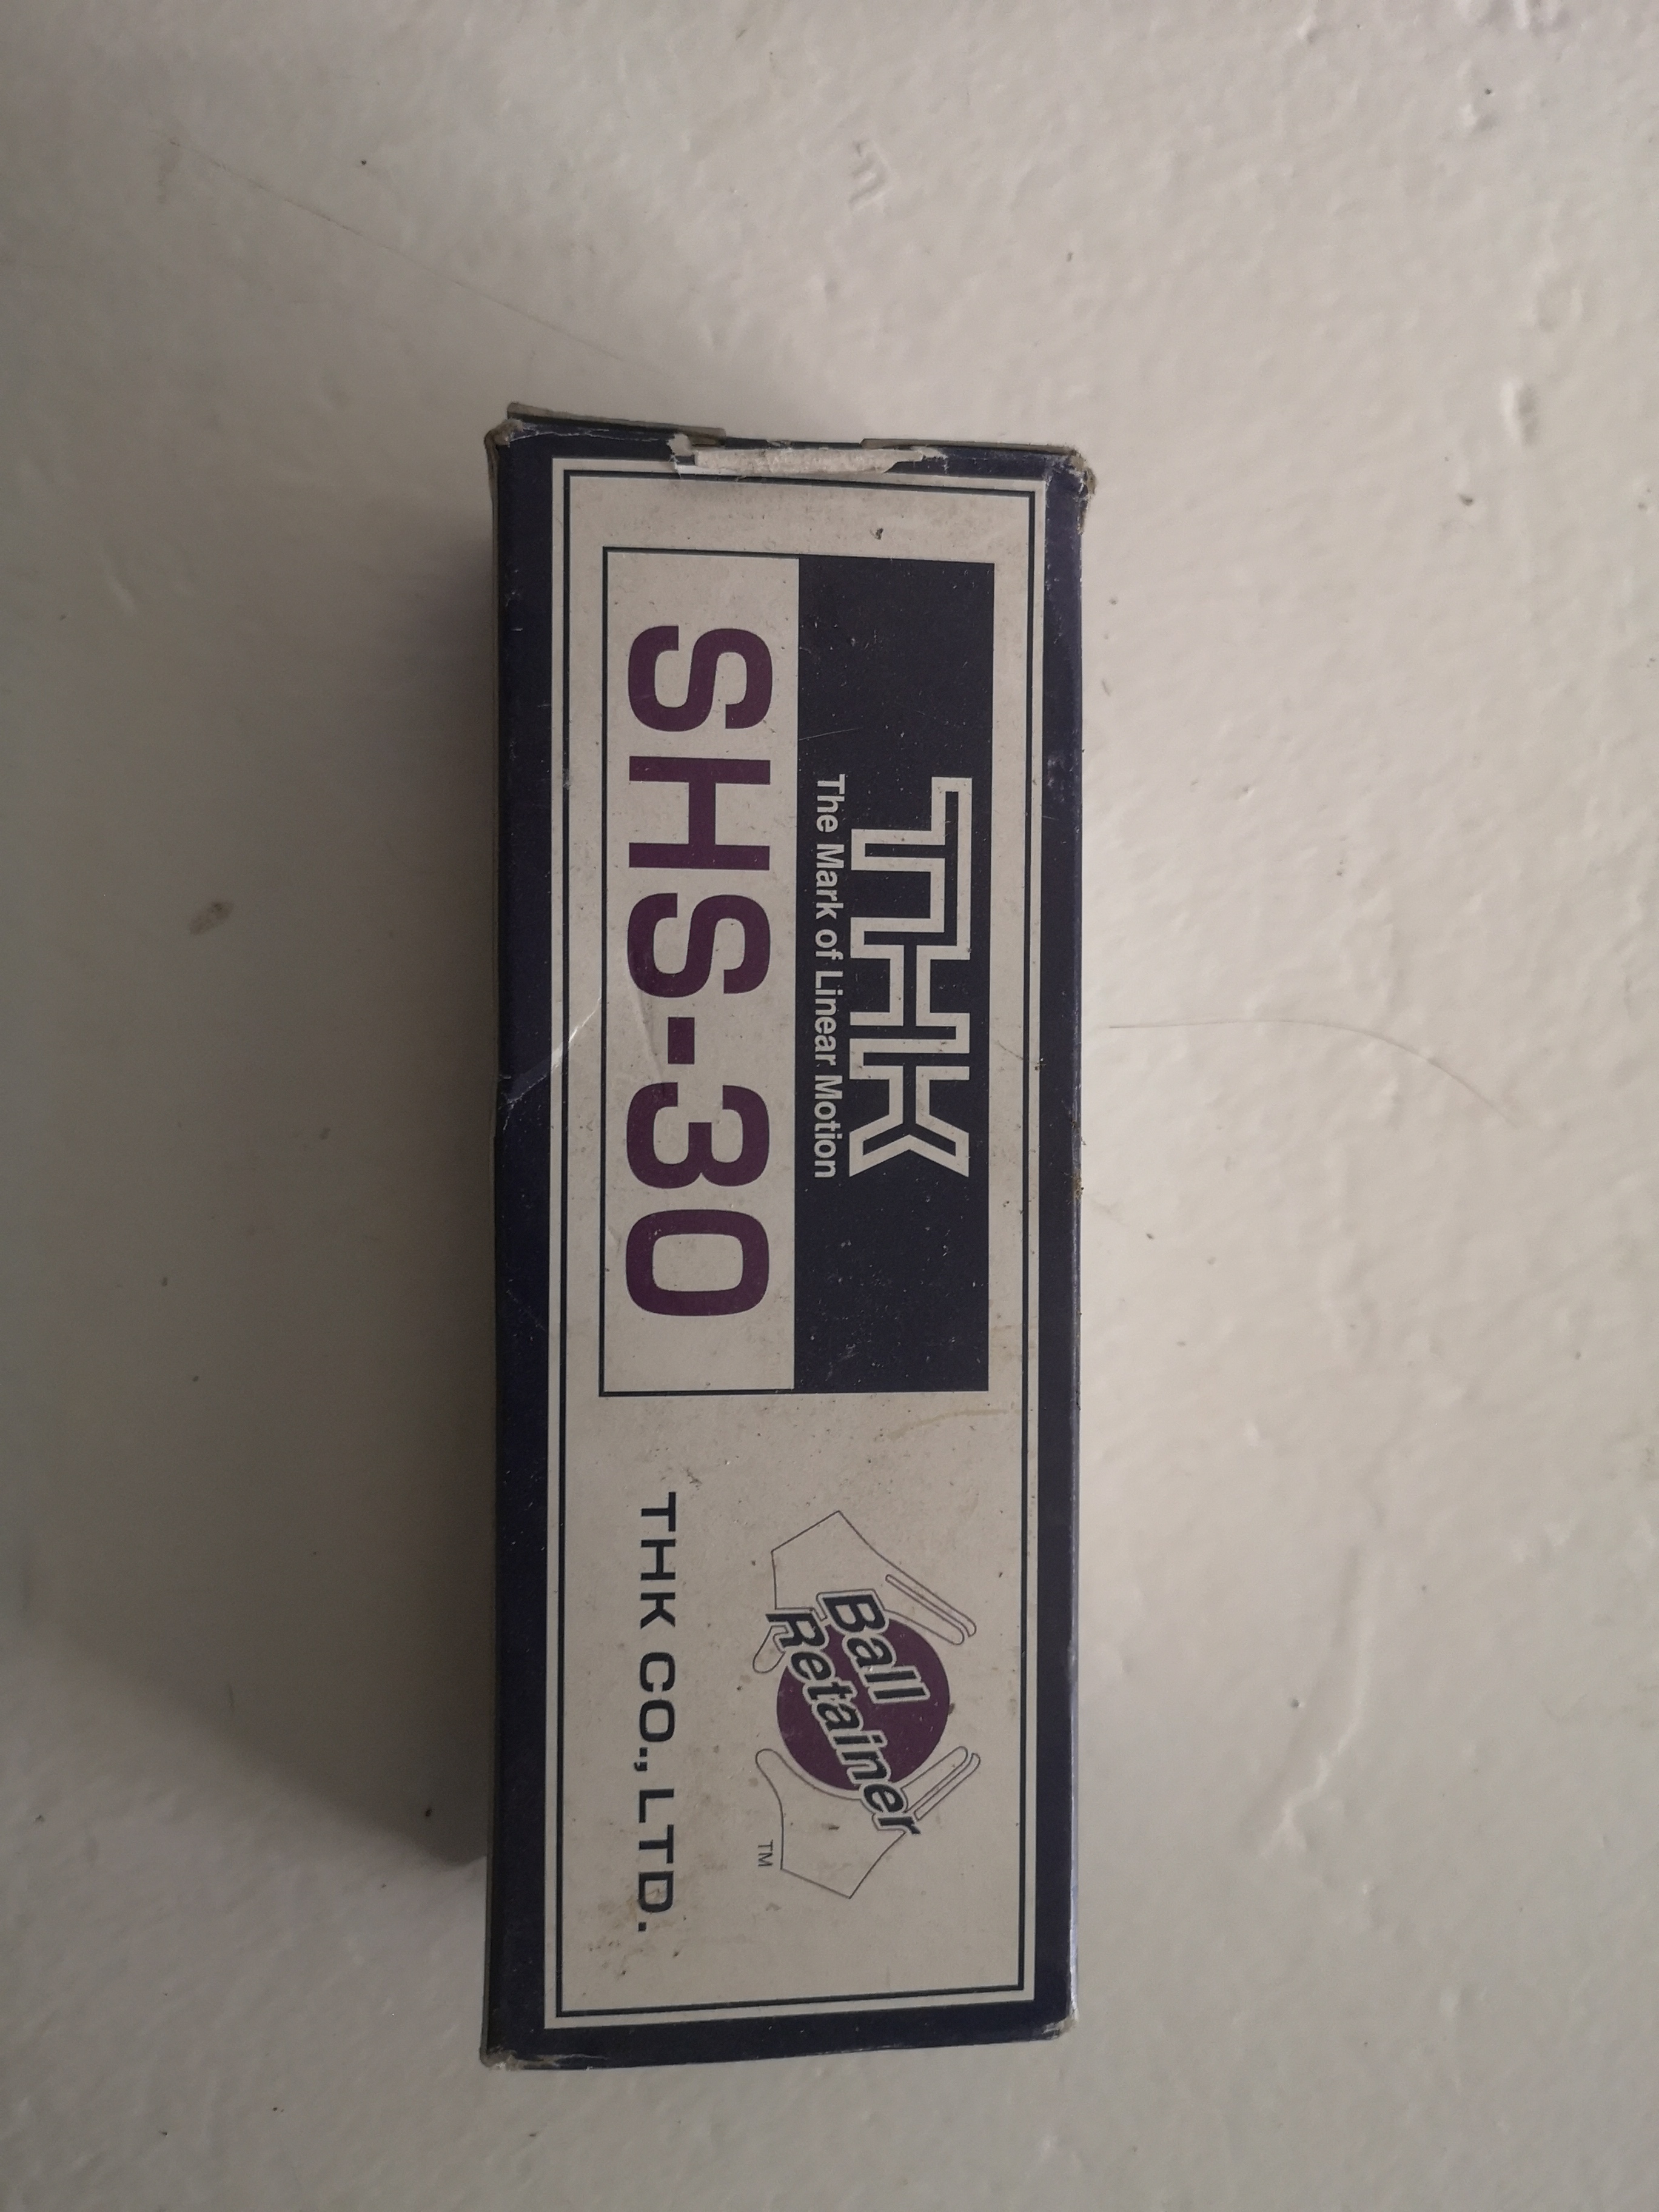 THK
The Mark of Linear Motion
SHS-30
Ball
Retainer
TM
THK CO., LTD.